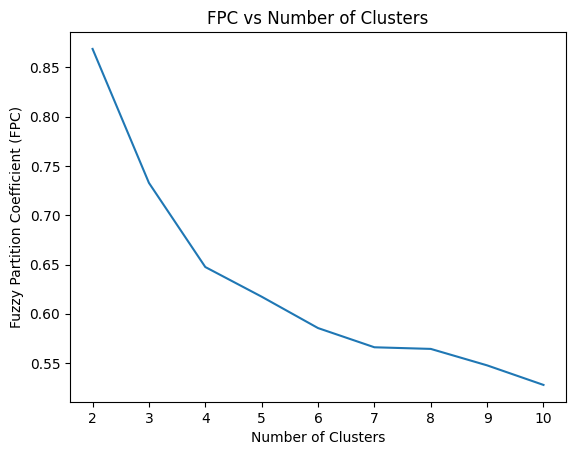 FPC vs Number of Clusters
Fuzzy Partition Coefficient (FPC)
0.85
0.80
0.75
0.70
0.65
0.60
0.55
2 3 4 5 6 7 8 9 10
Number of Clusters